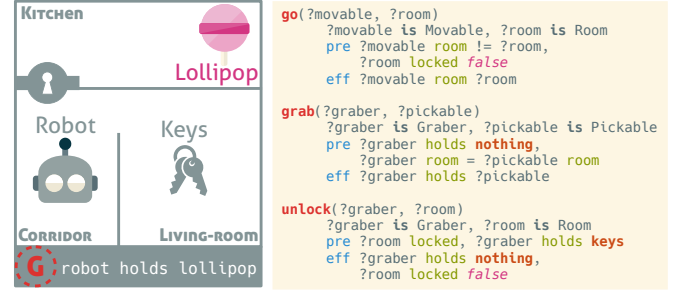 Kitchen
Lollipop
Robot
Keys
Corridor
Living-room
G robot holds lollipop
go(?movable, ?room)
?movable is Movable, ?room is Room
pre ?movable room != ?room,
?room locked false
eff ?movable room ?room
grab(?graber, ?pickable)
?graber is Graber, ?pickable is Pickable
pre ?graber holds nothing,
?graber room = ?pickable room
eff ?graber holds ?pickable
unlock(?graber, ?room)
?graber is Graber, ?room is Room
pre ?room locked, ?graber holds keys
eff ?graber holds nothing,
?room locked false